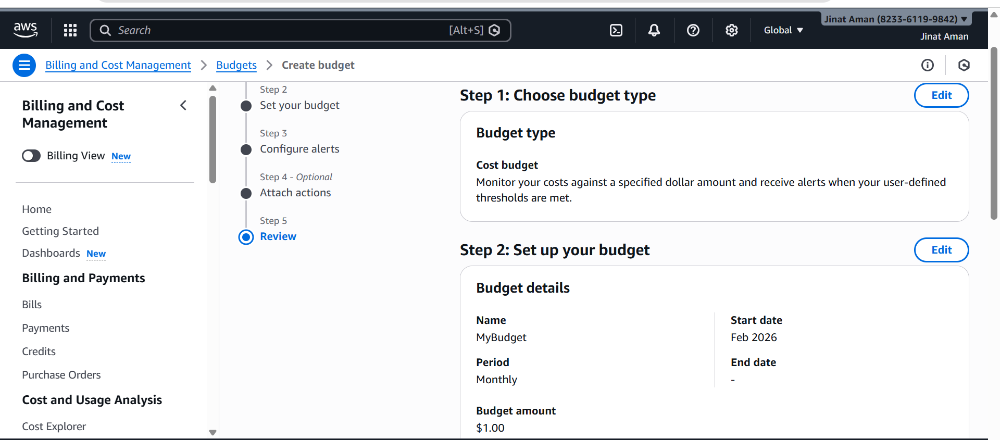 aws
Search [Alt+S]
Global
Jinat Aman (8233-6119-9842)
Jinat Aman
Billing and Cost Management
Budgets
Create budget
Billing and Cost
Management
Billing View New
Home
Getting Started
Dashboards New
Billing and Payments
Bills
Payments
Credits
Purchase Orders
Cost and Usage Analysis
Cost Explorer
Step 2
Set your budget
Step 3
Configure alerts
Step 4 - Optional
Attach actions
Step 5
Review
Step 1: Choose budget type
Edit
Budget type
Cost budget
Monitor your costs against a specified dollar amount and receive alerts when your user-defined
thresholds are met.
Step 2: Set up your budget
Edit
Budget details
Name
MyBudget
Period
Monthly
Start date
Feb 2026
End date
-
Budget amount
$1.00